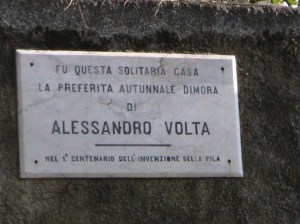 FU QUESTA SOLITARIA CASA
LA PREFERITA AUTUNNALE DIMORA
DI
ALESSANDRO VOLTA
NEL 1° CENTENARIO DELL'INVENZIONE DELLA PILA